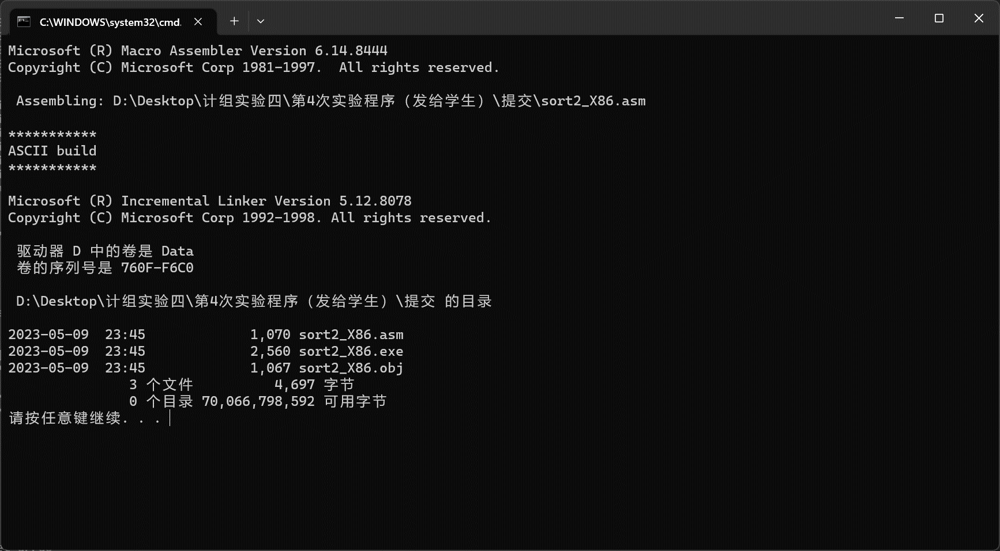 C:\WINDOWS\system32\cmd.
Microsoft (R) Macro Assembler Version 6.14.8444
Copyright (C) Microsoft Corp 1981-1997.  All rights reserved.
Assembling: D:\Desktop\计组实验四\第4次实验程序（发给学生）\提交\sort2_X86.asm
***********
ASCII build
***********
Microsoft (R) Incremental Linker Version 5.12.8078
Copyright (C) Microsoft Corp 1992-1998. All rights reserved.
驱动器 D 中的卷是 Data
卷的序列号是 760F-F6C0
D:\Desktop\计组实验四\第4次实验程序（发给学生）\提交 的目录
2023-05-09  23:45             1,070 sort2_X86.asm
2023-05-09  23:45             2,560 sort2_X86.exe
2023-05-09  23:45             1,067 sort2_X86.obj
3 个文件          4,697 字节
0 个目录 70,066,798,592 可用字节
请按任意键继续. . .